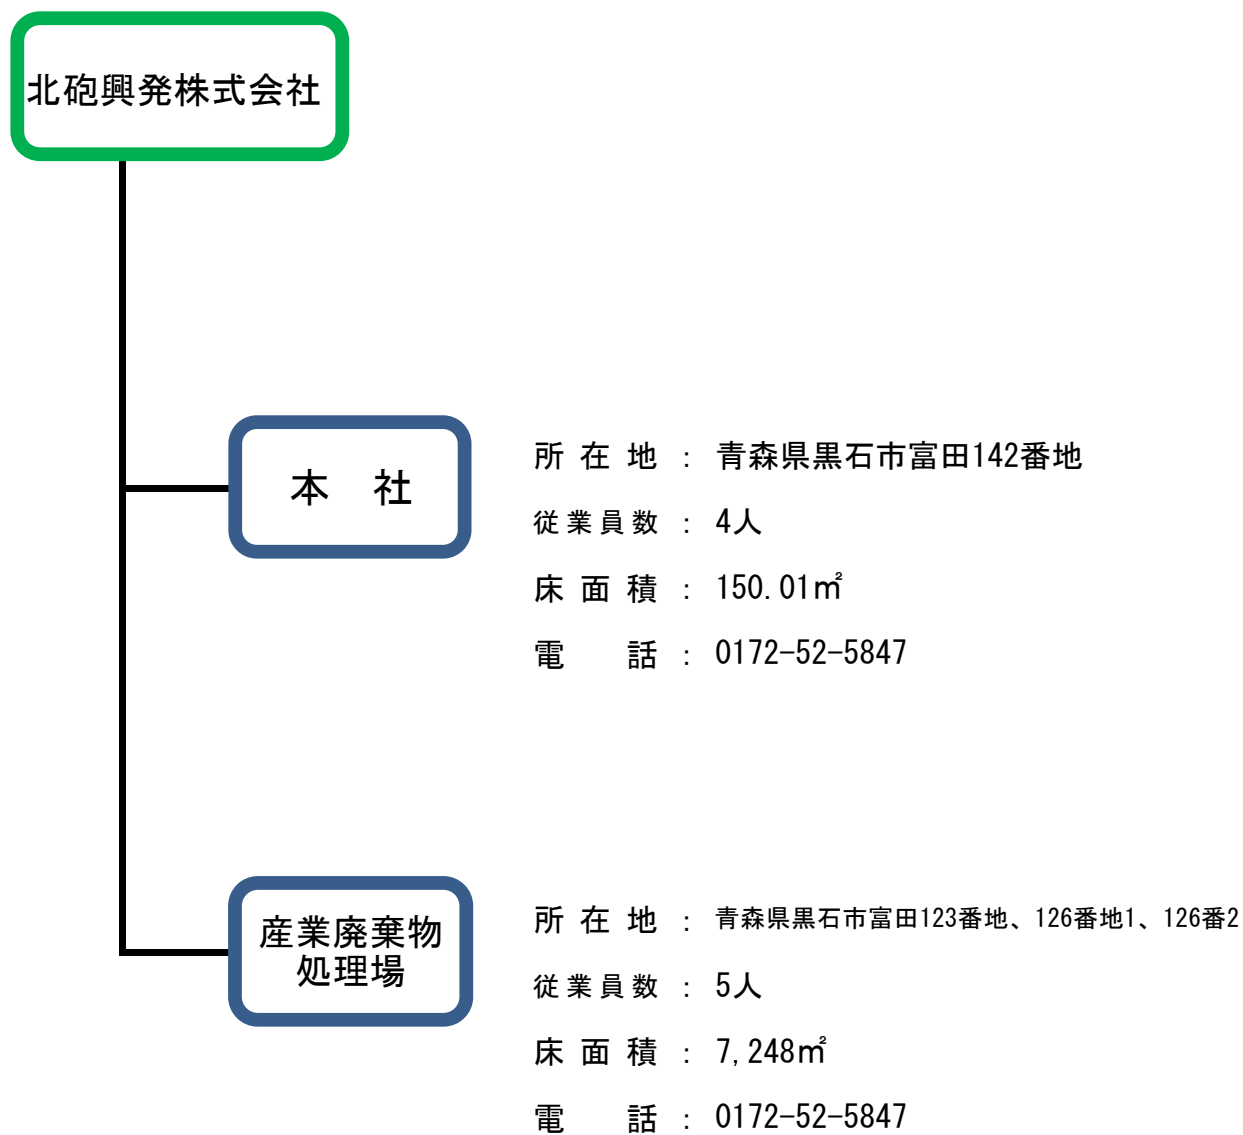 北砲興発株式会社
本　社
所在地 ： 青森県黒石市富田142番地
従業員数 ： 4人
床面積 ： 150.01㎡
電　話 ： 0172-52-5847
産業廃棄物
処理場
所在地 ： 青森県黒石市富田123番地、126番地1、126番2
従業員数 ： 5人
床面積 ： 7,248㎡
電　話 ： 0172-52-5847